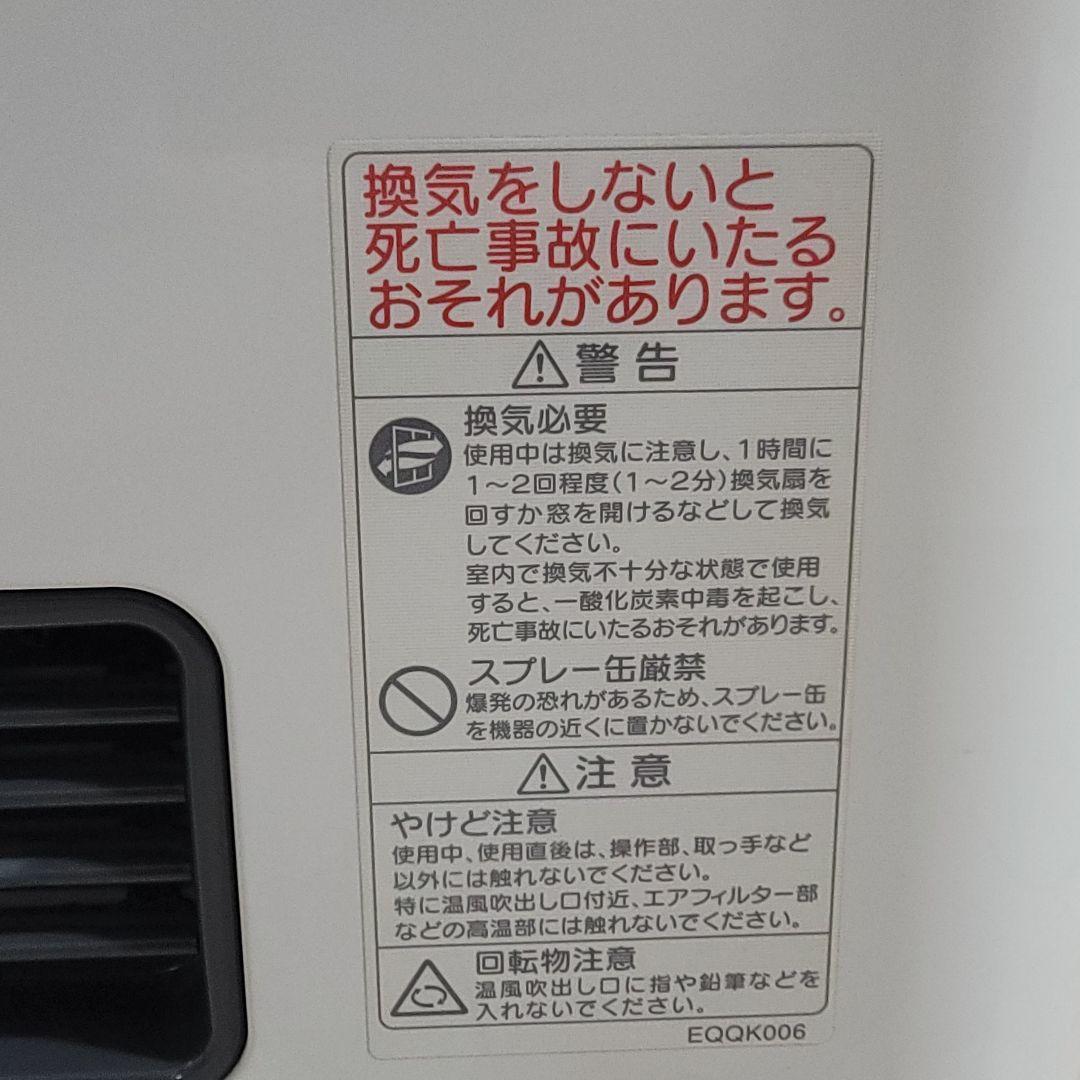 換気をしないと
死亡事故にいたる
おそれがあります。
警告
換気必要
使用中は換気に注意し、1時間に
1～2回程度(1～2分)換気扇を
回すか窓を開けるなどして換気
してください。
室内で換気不十分な状態で使用
すると、一酸化炭素中毒を起こし、
死亡事故にいたるおそれがあります。
スプレー缶厳禁
爆発の恐れがあるため、スプレー缶
を機器の近くに置かないでください。
注意
やけど注意
使用中、使用直後は、操作部、取っ手など
以外には触れないでください。
特に温風吹出し口付近、エアフィルター部
などの高温部には触れないでください。
回転物注意
温風吹出し口に指や鉛筆などを
入れないでください。
EQQK006